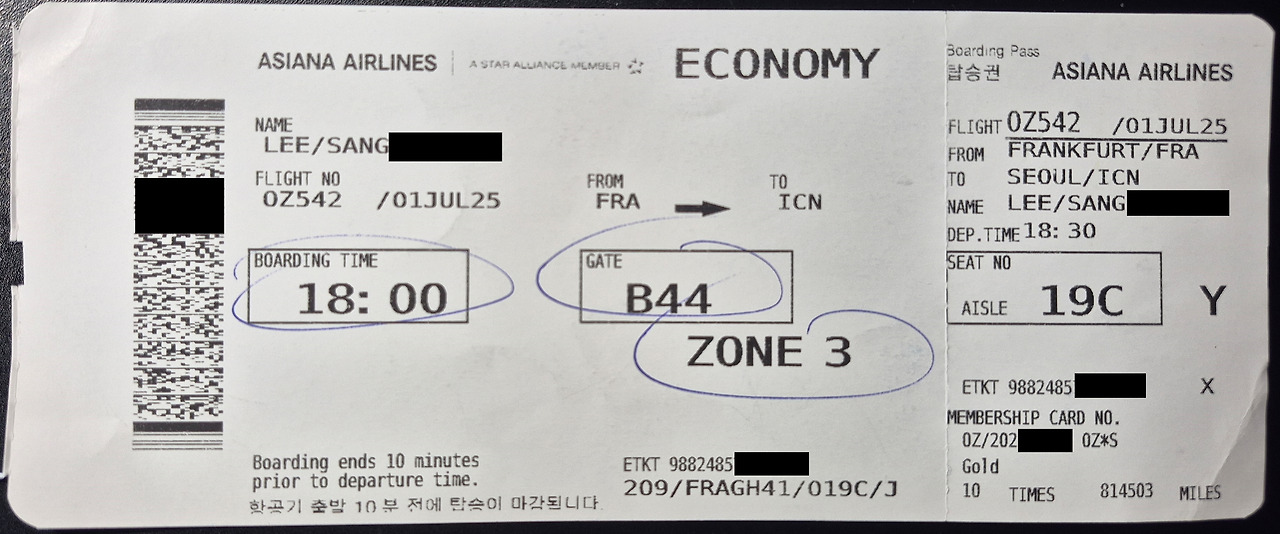 ASIANA AIRLINES A STAR ALLIANCE MEMBER ECONOMY
NAME
LEE/SANG
FLIGHT NO FROM TO
OZ542 /01JUL25 FRA ICN
BOARDING TIME GATE
18: 00 B44
ZONE 3
Boarding ends 10 minutes
prior to departure time.
항공기 출발 10분 전에 탑승이 마감됩니다.
ETKT 9882485
209/FRAGH41/019C/J
Boarding Pass
탑승권 ASIANA AIRLINES
FLIGHT OZ542 /01JUL25
FROM FRANKFURT/FRA
TO SEOUL/ICN
NAME LEE/SANG
DEP.TIME 18: 30
SEAT NO
AISLE 19C Y
ETKT 9882485 X
MEMBERSHIP CARD NO.
OZ/202 OZ*S
Gold
10 TIMES 814503 MILES